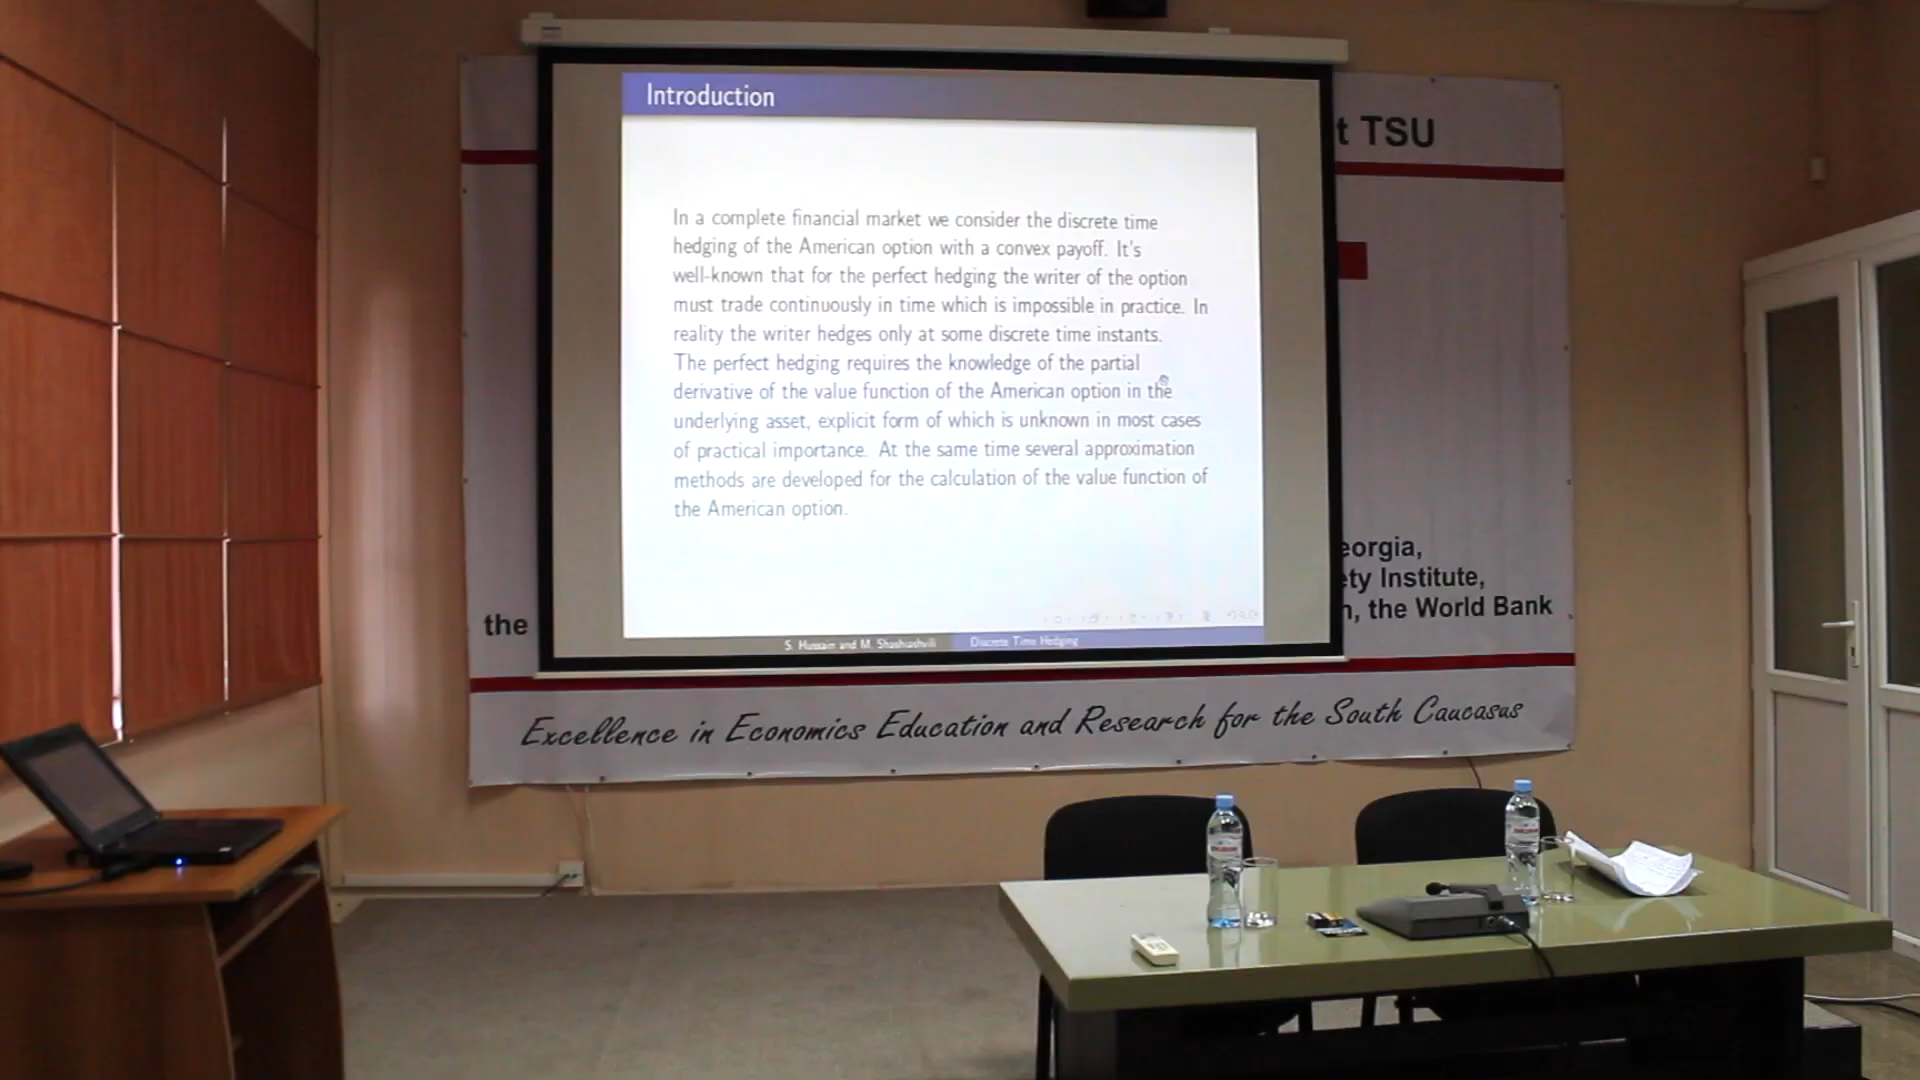 Introduction
t TSU
In a complete financial market we consider the discrete time
hedging of the American option with a convex payoff. It's
well-known that for the perfect hedging the writer of the option
must trade continuously in time which is impossible in practice. In
reality the writer hedges only at some discrete time instants.
The perfect hedging requires the knowledge of the partial
derivative of the value function of the American option in the
underlying asset, explicit form of which is unknown in most cases
of practical importance. At the same time several approximation
methods are developed for the calculation of the value function of
the American option.
eorgia,
ety Institute,
the
n, the World Bank
S. Hussain and M. Shashiashvili
Discrete Time Hedging
Excellence in Economics Education and Research for the South Caucasus